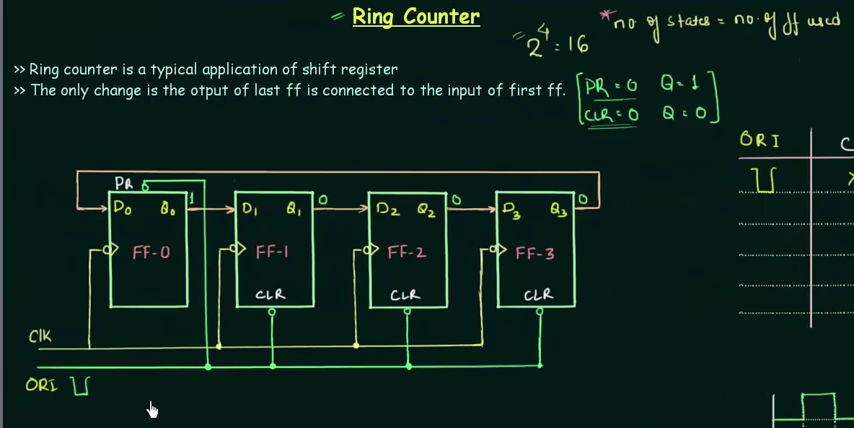 Ring Counter
2^4 = 16
*no of states = no. of ff used
>> Ring counter is a typical application of shift register
>> The only change is the otput of last ff is connected to the input of first ff.
PR = 0 Q = 1
CLR = 0 Q = 0
ORI C
PR
1 0 0 0
D0 Q0 D1 Q1 D2 Q2 D3 Q3
FF-0 FF-1 FF-2 FF-3
CLR CLR CLR
Clk
ORI